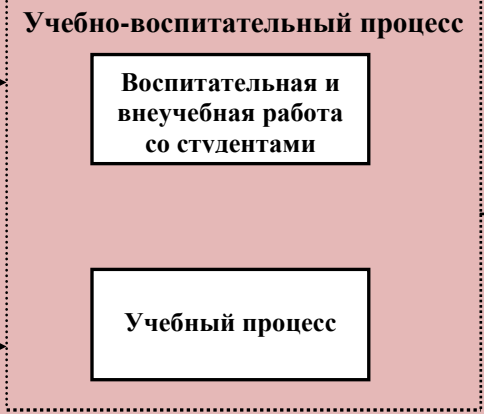 Учебно-воспитательный процесс
Воспитательная и
внеучебная работа
со студентами
Учебный процесс